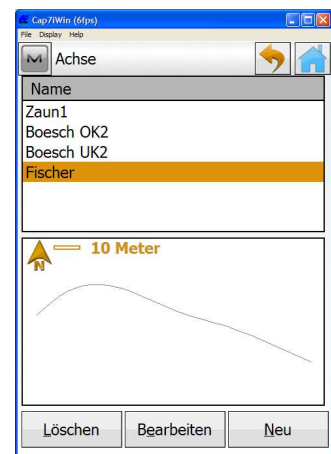 Cap7iWin (6fps)
File Display Help
M Achse
Name
Zaun1
Boesch OK2
Boesch UK2
Fischer
10 Meter
N
Löschen Bearbeiten Neu